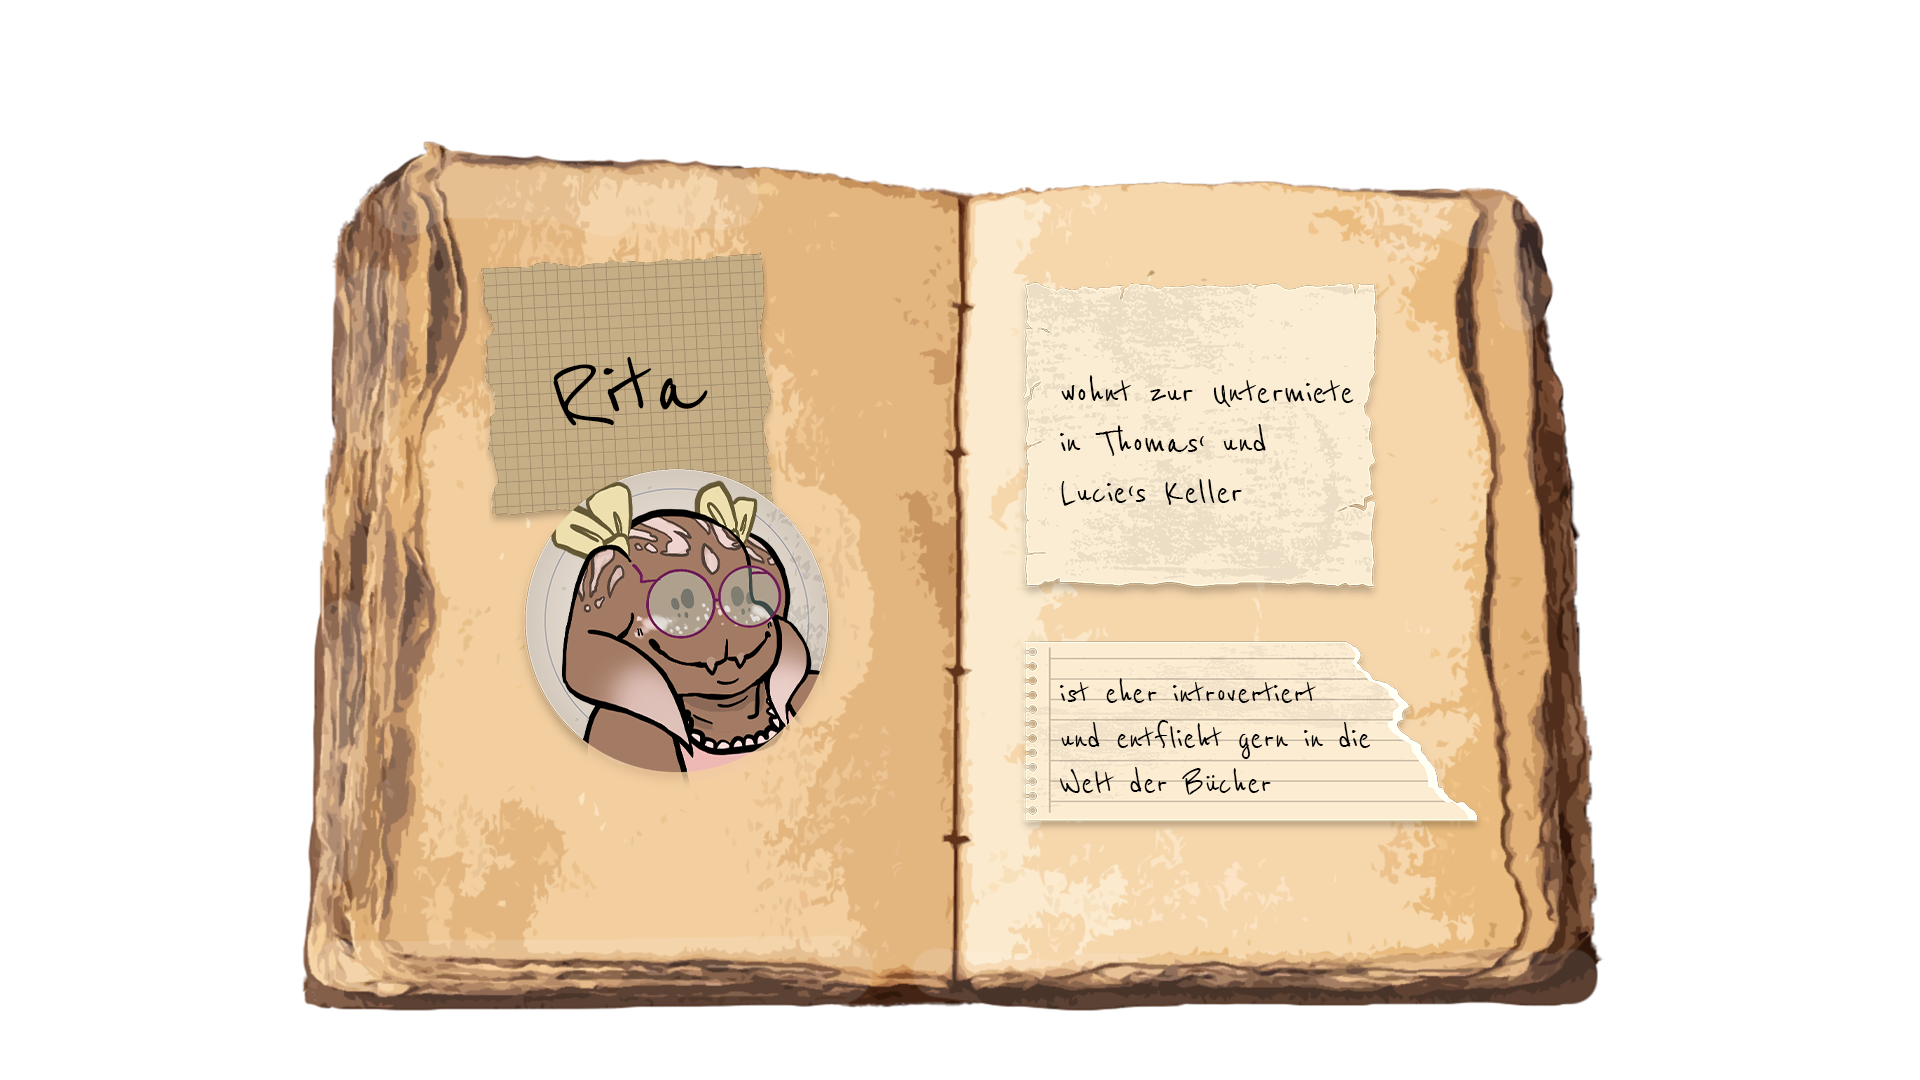 Rita
wohnt zur Untermiete
in Thomas' und
Lucie's Keller
ist eher introvertiert
und entflieht gern in die
Welt der Bücher